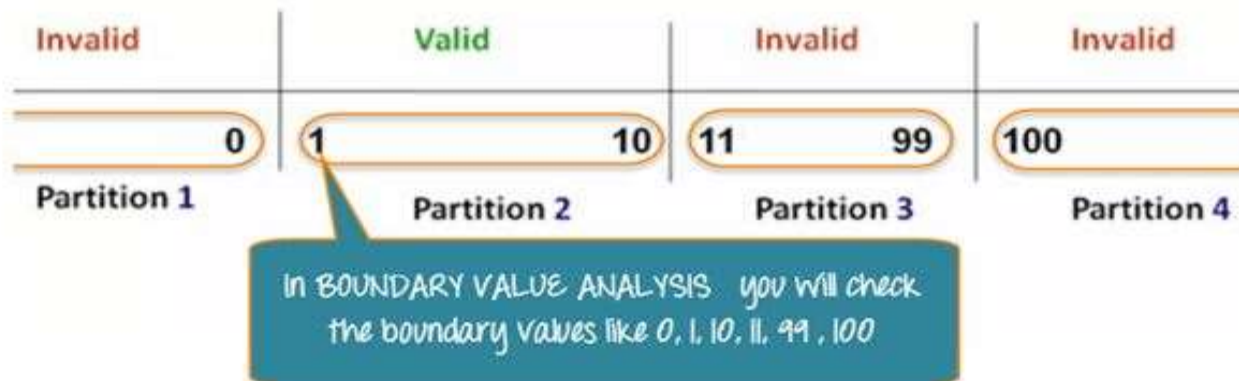 Invalid Valid Invalid Invalid
0 1 10 11 99 100
Partition 1 Partition 2 Partition 3 Partition 4
In BOUNDARY VALUE ANALYSIS you will check
the boundary values like 0, 1, 10, 11, 99 , 100